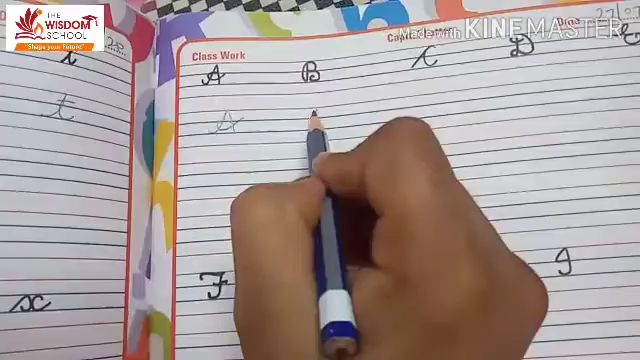 THE WISDOM SCHOOL
"Shape your Future"
Made with KINEMASTER
Class Work
A B C D
A
t
F I
x